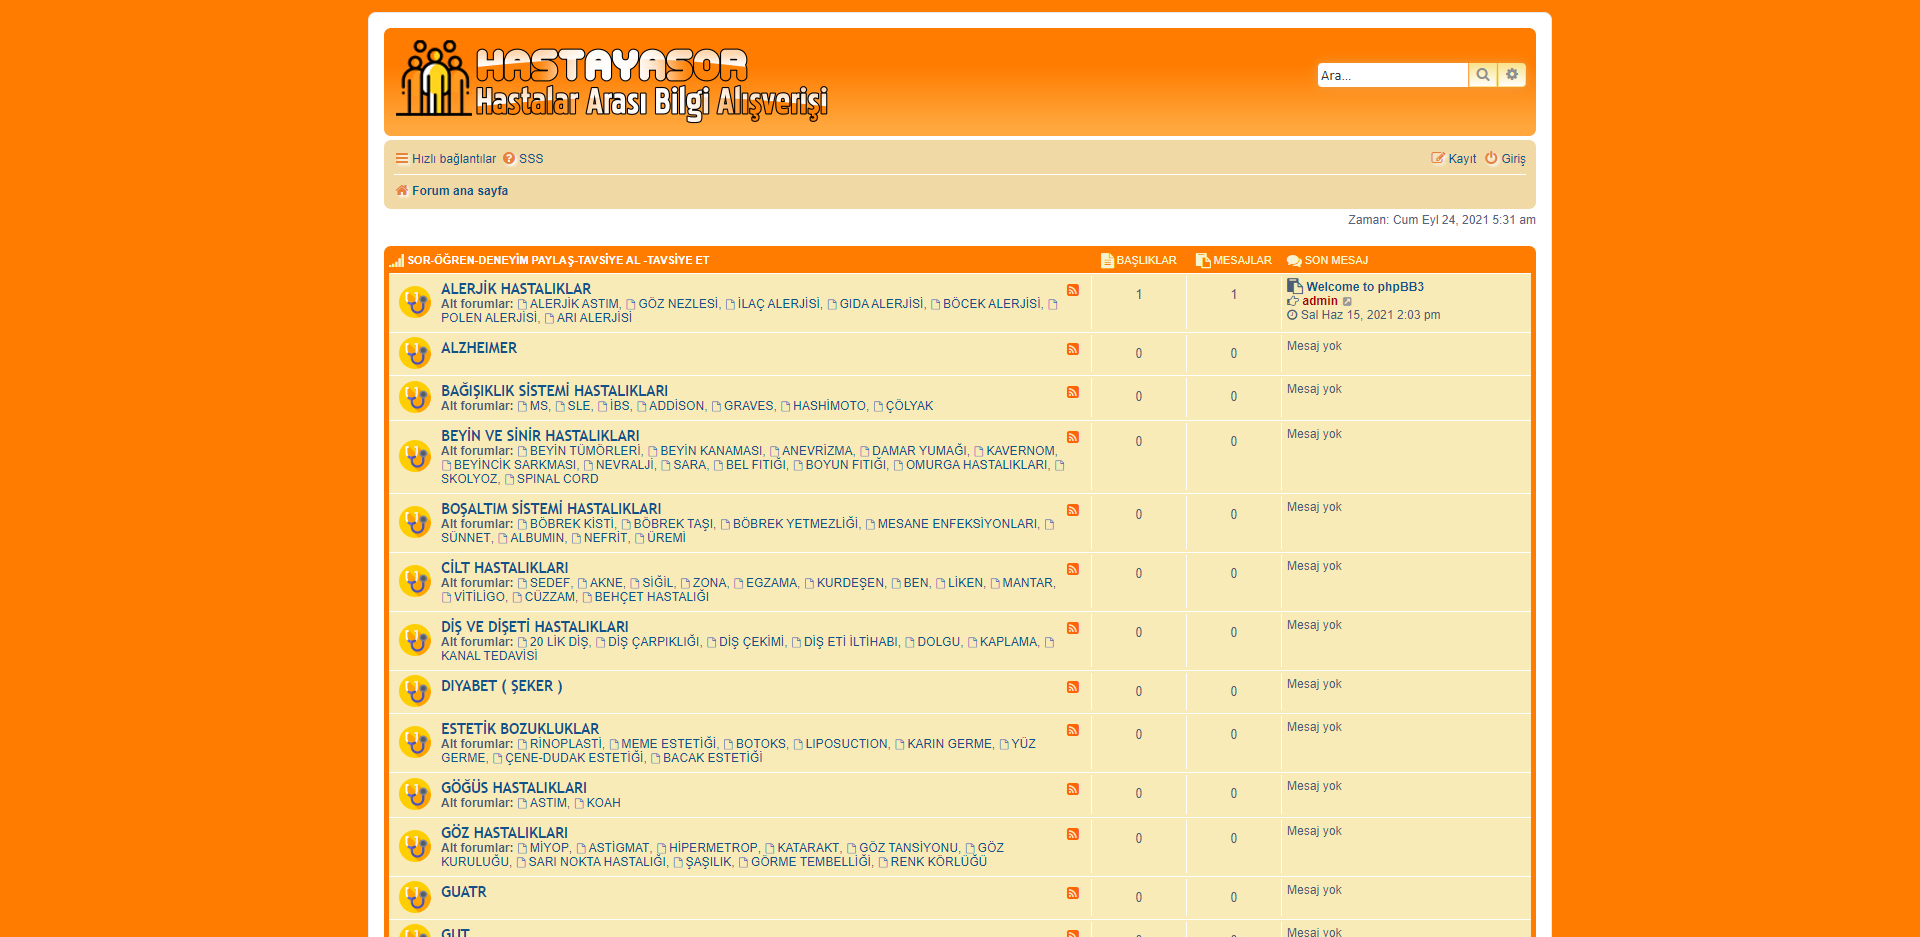 HASTAYASOR
Hastalar Arası Bilgi Alışverişi
Ara...
Hızlı bağlantılar SSS
Kayıt Giriş
Forum ana sayfa
Zaman: Cum Eyl 24, 2021 5:31 am
SOR-ÖĞREN-DENEYİM PAYLAŞ-TAVSİYE AL -TAVSİYE ET BAŞLIKLAR MESAJLAR SON MESAJ
ALERJİK HASTALIKLAR
Alt forumlar: ALERJİK ASTIM, GÖZ NEZLESİ, İLAÇ ALERJİSİ, GIDA ALERJİSİ, BÖCEK ALERJİSİ,
POLEN ALERJİSİ, ARI ALERJİSİ
1 1
Welcome to phpBB3
admin
Sal Haz 15, 2021 2:03 pm
ALZHEIMER
0 0 Mesaj yok
BAĞIŞIKLIK SİSTEMİ HASTALIKLARI
Alt forumlar: MS, SLE, İBS, ADDİSON, GRAVES, HASHİMOTO, ÇÖLYAK
0 0 Mesaj yok
BEYİN VE SİNİR HASTALIKLARI
Alt forumlar: BEYİN TÜMÖRLERİ, BEYİN KANAMASI, ANEVRİZMA, DAMAR YUMAĞI, KAVERNOM,
BEYİNCİK SARKMASI, NEVRALJİ, SARA, BEL FITIĞI, BOYUN FITIĞI, OMURGA HASTALIKLARI,
SKOLYOZ, SPINAL CORD
0 0 Mesaj yok
BOŞALTIM SİSTEMİ HASTALIKLARI
Alt forumlar: BÖBREK KİSTİ, BÖBREK TAŞI, BÖBREK YETMEZLİĞİ, MESANE ENFEKSİYONLARI,
SÜNNET, ALBUMIN, NEFRİT, ÜREMİ
0 0 Mesaj yok
CİLT HASTALIKLARI
Alt forumlar: SEDEF, AKNE, SİĞİL, ZONA, EGZAMA, KURDEŞEN, BEN, LİKEN, MANTAR,
VİTİLİGO, CÜZZAM, BEHÇET HASTALIĞI
0 0 Mesaj yok
DİŞ VE DİŞETİ HASTALIKLARI
Alt forumlar: 20 LİK DİŞ, DİŞ ÇARPIKLIĞI, DİŞ ÇEKİMİ, DİŞ ETİ İLTİHABI, DOLGU, KAPLAMA,
KANAL TEDAVİSİ
0 0 Mesaj yok
DIYABET ( ŞEKER )
0 0 Mesaj yok
ESTETİK BOZUKLUKLAR
Alt forumlar: RİNOPLASTİ, MEME ESTETİĞİ, BOTOKS, LIPOSUCTION, KARIN GERME, YÜZ
GERME, ÇENE-DUDAK ESTETİĞİ, BACAK ESTETİĞİ
0 0 Mesaj yok
GÖĞÜS HASTALIKLARI
Alt forumlar: ASTIM, KOAH
0 0 Mesaj yok
GÖZ HASTALIKLARI
Alt forumlar: MİYOP, ASTİGMAT, HİPERMETROP, KATARAKT, GÖZ TANSİYONU, GÖZ
KURULUĞU, SARI NOKTA HASTALIĞI, ŞAŞILIK, GÖRME TEMBELLİĞİ, RENK KÖRLÜĞÜ
0 0 Mesaj yok
GUATR
0 0 Mesaj yok
GUT
Mesaj yok